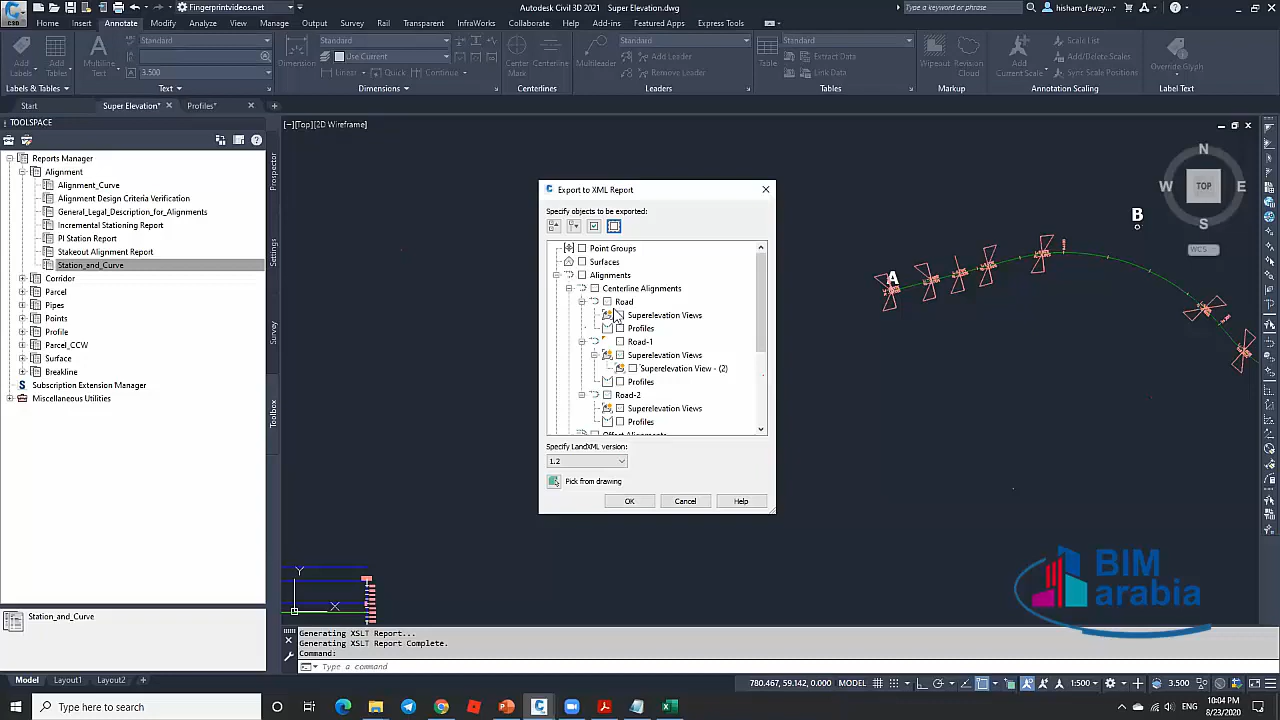 Fingerprintvideos.net
Autodesk Civil 3D 2021 Super Elevation.dwg
Type a keyword or phrase
hisham_fawzy...
C3D
Home
Insert
Annotate
Modify
Analyze
View
Manage
Output
Survey
Rail
Transparent
InfraWorks
Collaborate
Help
Add-ins
Featured Apps
Express Tools
Add Labels
Add Tables
Multiline Text
Standard
3.500
Dimension
Standard
Use Current
Linear
Quick
Continue
Center Mark
Centerline
Multileader
Standard
Add Leader
Remove Leader
Table
Standard
Extract Data
Link Data
Wipeout
Revision Cloud
Add Current Scale
Scale List
Add/Delete Scales
Sync Scale Positions
Override Glyph
Labels & Tables
Text
Dimensions
Centerlines
Leaders
Tables
Markup
Annotation Scaling
Label Text
Start
Super Elevation*
Profiles*
TOOLSPACE
Reports Manager
Alignment
Alignment_Curve
Alignment Design Criteria Verification
General_Legal_Description_for_Alignments
Incremental Stationing Report
PI Station Report
Stakeout Alignment Report
Station_and_Curve
Corridor
Parcel
Pipes
Points
Profile
Parcel_CCW
Surface
Breakline
Subscription Extension Manager
Miscellaneous Utilities
Prospector
Settings
Survey
Toolbox
Station_and_Curve
[−][Top][2D Wireframe]
Export to XML Report
Specify objects to be exported:
Point Groups
Surfaces
Alignments
Centerline Alignments
Road
Superelevation Views
Profiles
Road-1
Superelevation Views
Superelevation View - (2)
Profiles
Road-2
Superelevation Views
Profiles
Offset Alignments
Specify LandXML version:
1.2
Pick from drawing
OK
Cancel
Help
A
B
N
W
TOP
E
S
WCS
Y
X
BIM
arabia
Generating XSLT Report...
Generating XSLT Report Complete.
Command:
Type a command
Model
Layout1
Layout2
780.467, 59.142, 0.000
MODEL
1:500
3.500
Type here to search
ENG
10:04 PM
8/23/2020